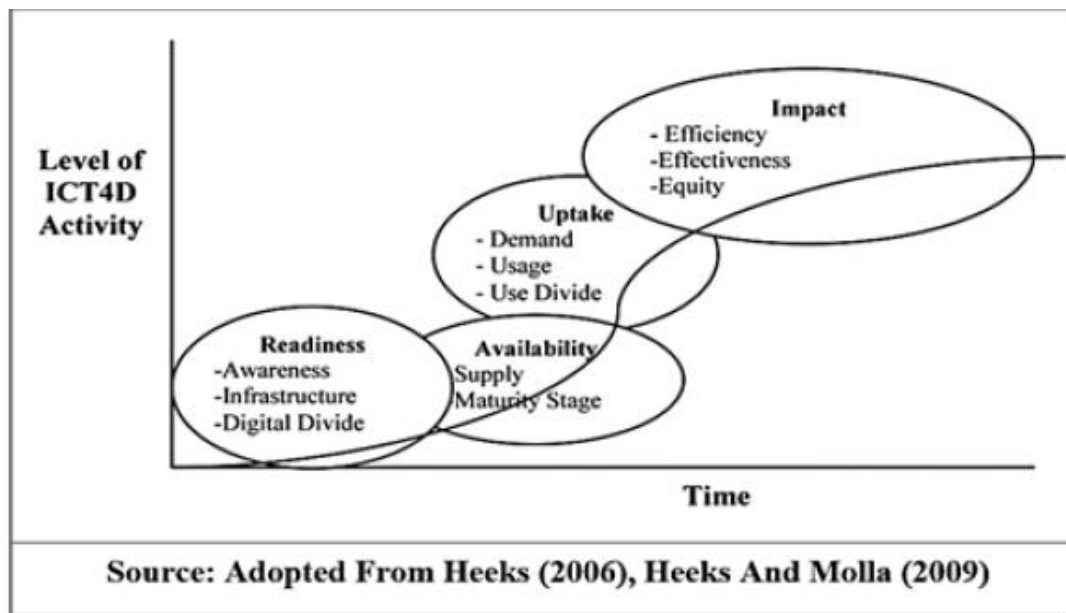 Level of
ICT4D
Activity
Impact
- Efficiency
-Effectiveness
-Equity
Uptake
- Demand
- Usage
- Use Divide
Readiness
-Awareness
-Infrastructure
-Digital Divide
Availability
Supply
Maturity Stage
Time
Source: Adopted From Heeks (2006), Heeks And Molla (2009)